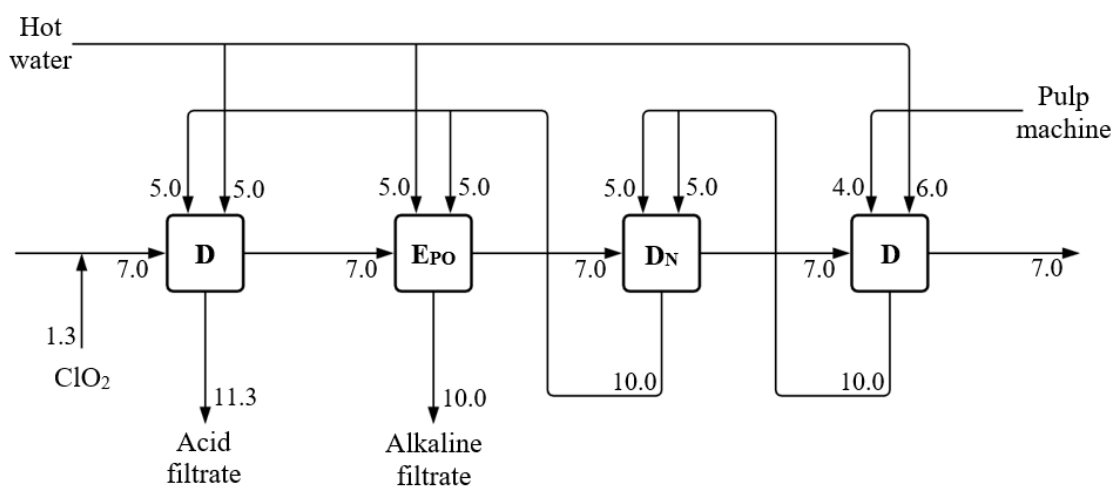 Hot
water
Pulp
machine
5.0
5.0
5.0
5.0
5.0
5.0
4.0
6.0
D
E_PO
D_N
D
7.0
7.0
7.0
7.0
7.0
1.3
ClO₂
11.3
10.0
10.0
10.0
Acid
filtrate
Alkaline
filtrate